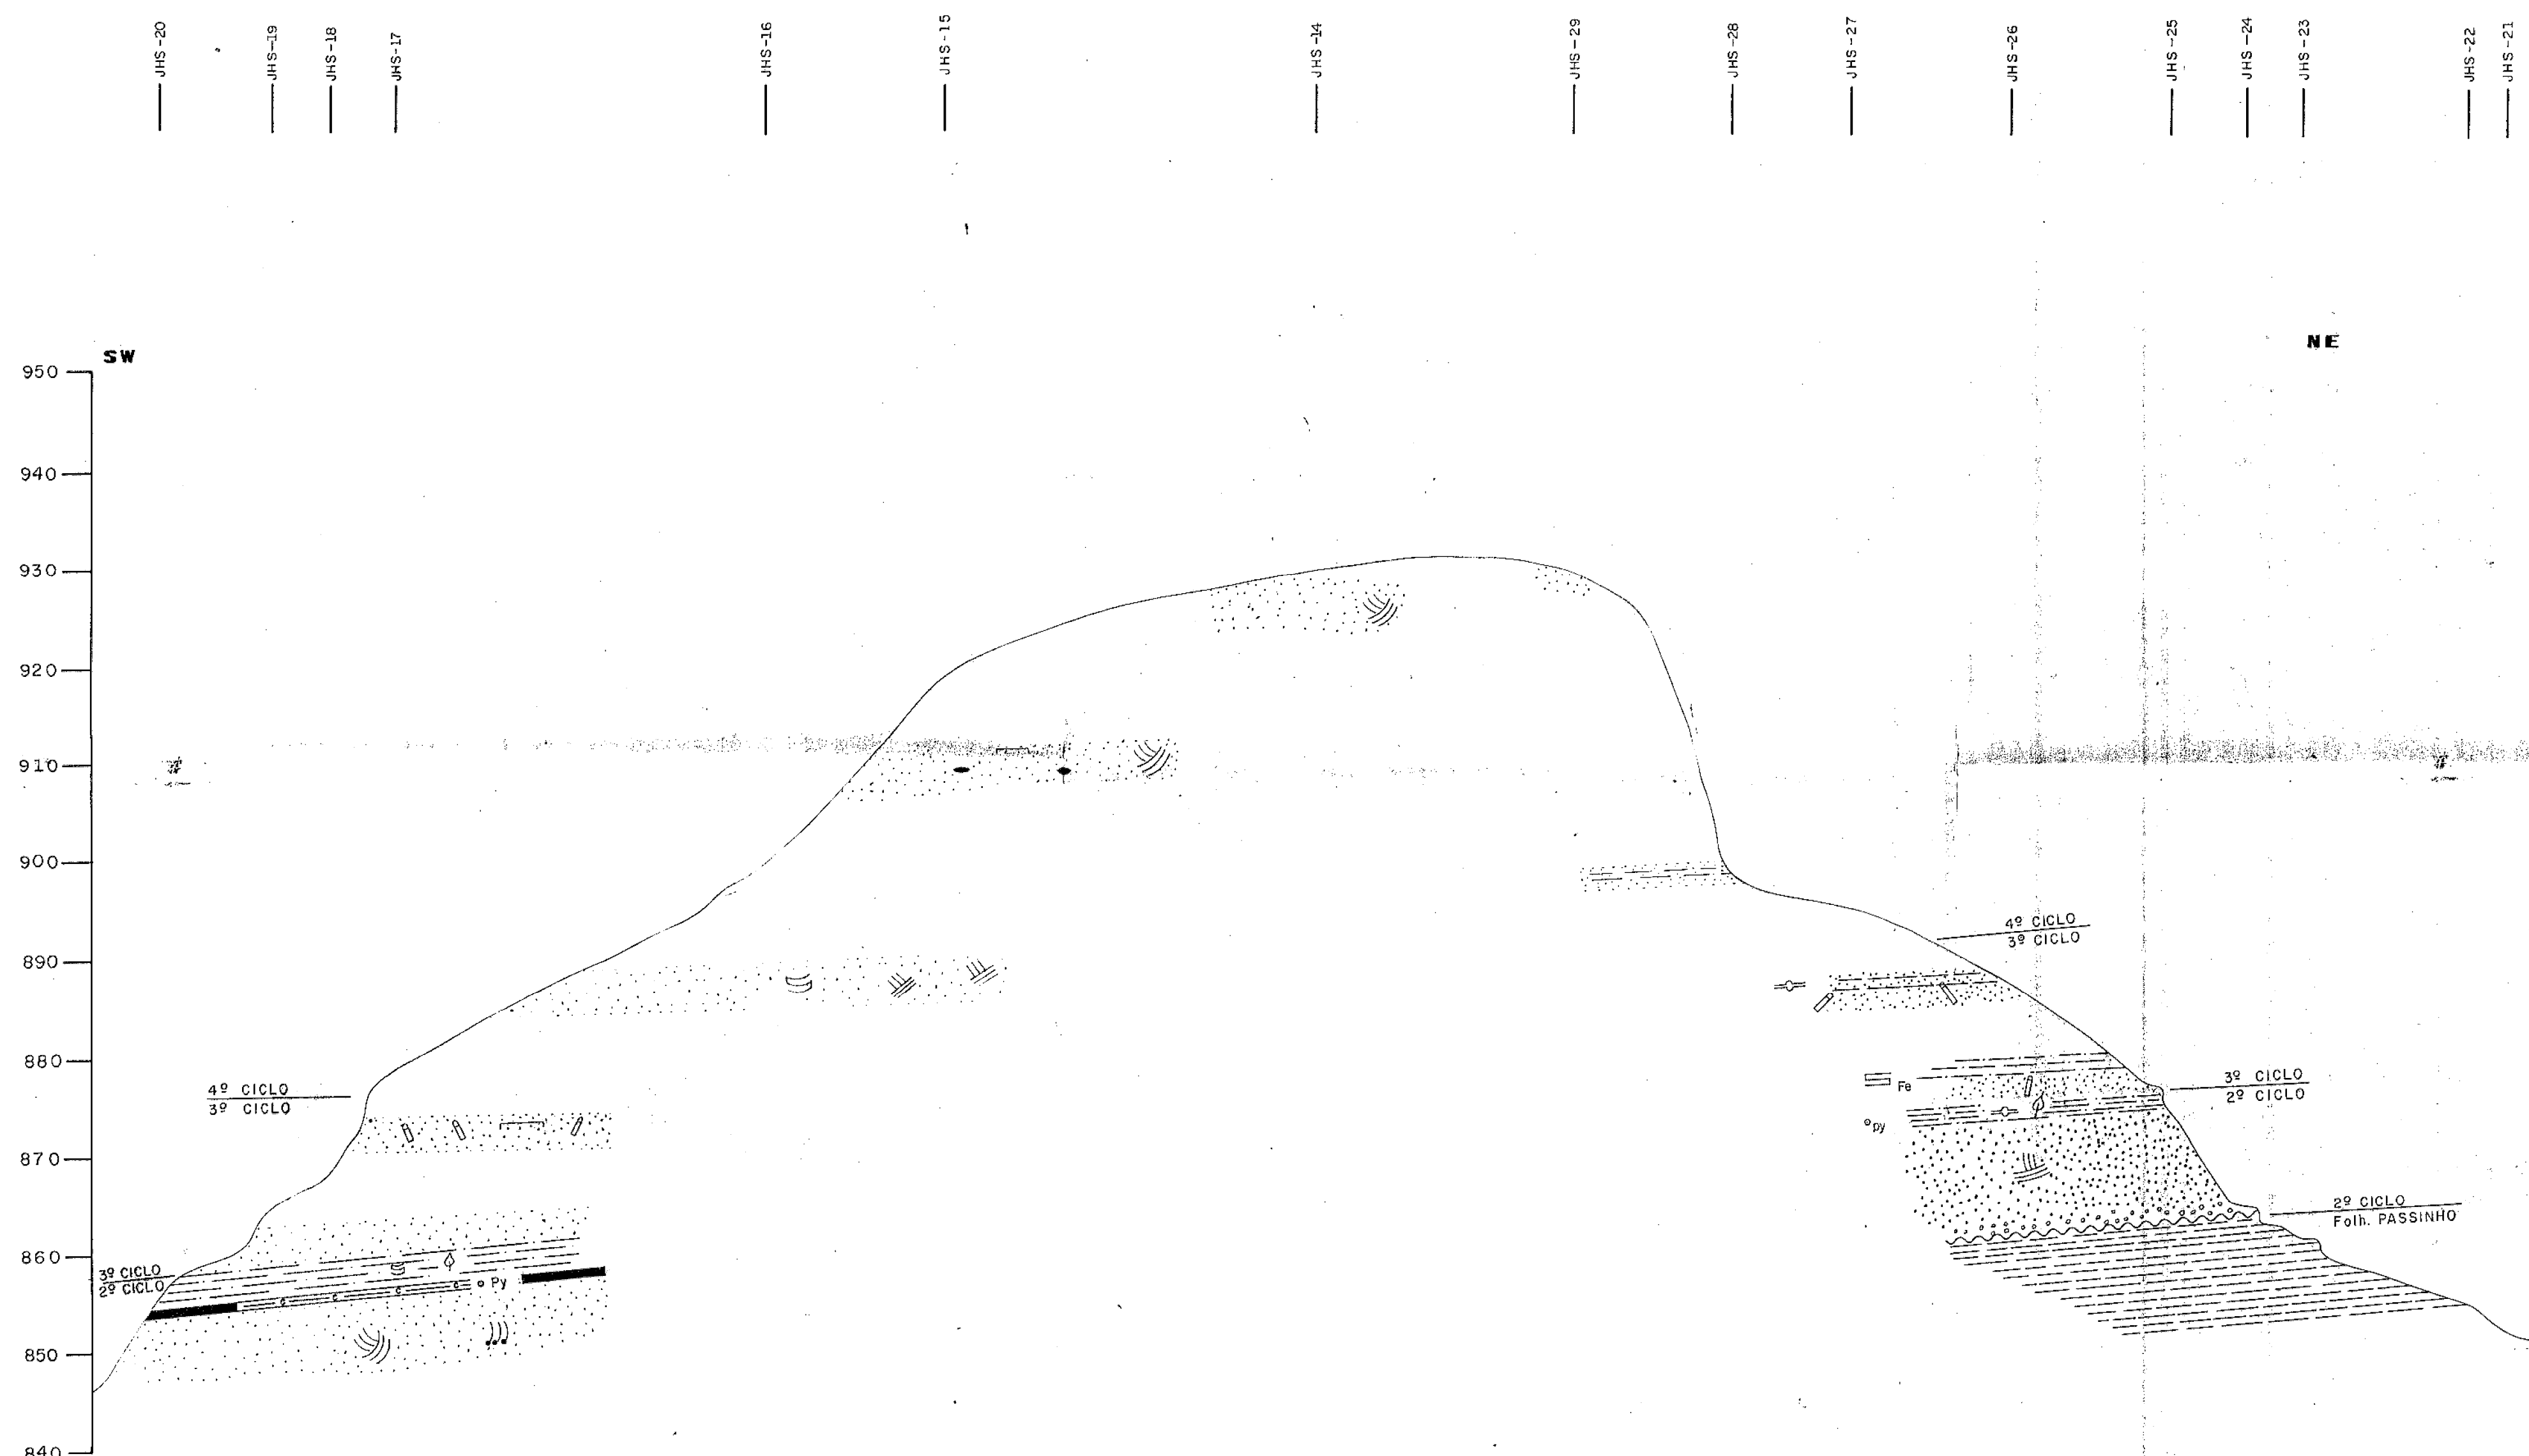 JHS-20
JHS-19
JHS-18
JHS-17
JHS-16
JHS-15
JHS-14
JHS-29
JHS-28
JHS-27
JHS-26
JHS-25
JHS-24
JHS-23
JHS-22
JHS-21
SW
NE
950
940
930
920
910
900
4º CICLO
3º CICLO
890
880
Fe
3º CICLO
2º CICLO
4º CICLO
3º CICLO
py
870
2º CICLO
Folh. PASSINHO
860
3º CICLO
2º CICLO
c c c c c
Py
850
840